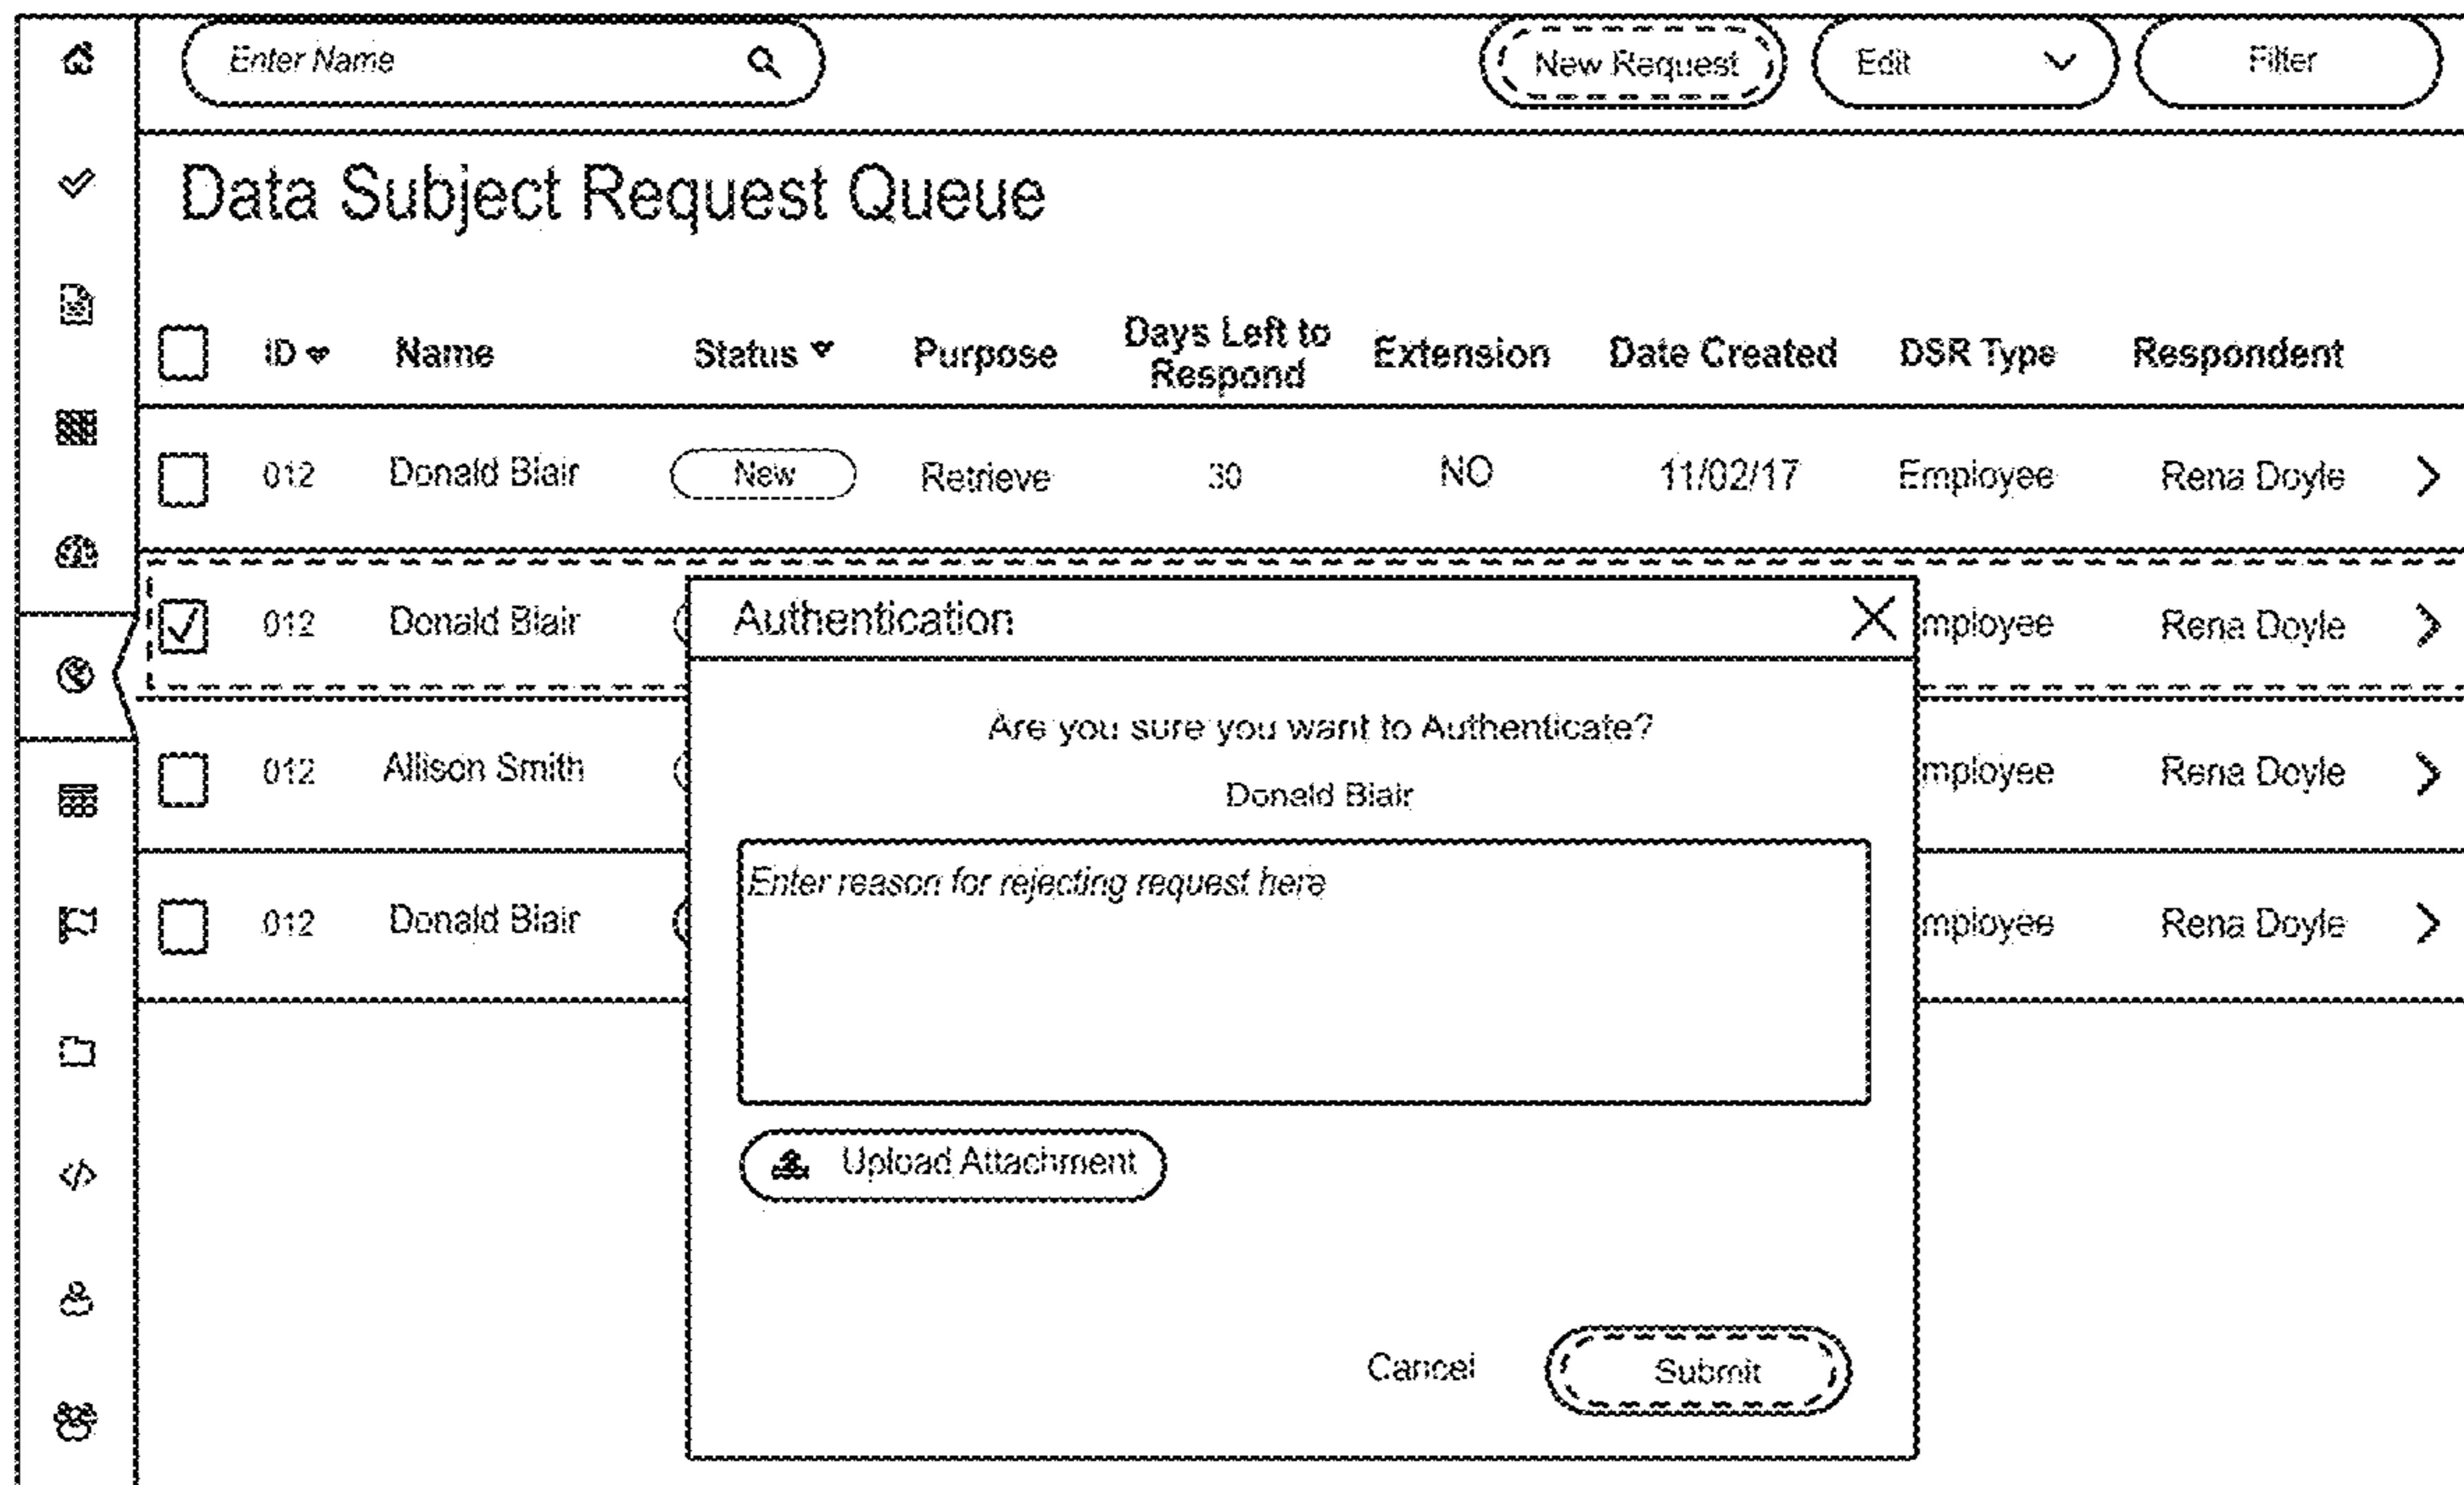 Enter Name New Request Edit Filter
Data Subject Request Queue
ID Name Status Purpose Days Left to Respond Extension Date Created DSR Type Respondent
012 Donald Blair New Retrieve 30 NO 11/02/17 Employee Rena Doyle
012 Donald Blair mployee Rena Doyle
Authentication
Are you sure you want to Authenticate?
012 Allison Smith mployee Rena Doyle
Donald Blair
Enter reason for rejecting request here
012 Donald Blair mployee Rena Doyle
Upload Attachment
Cancel Submit